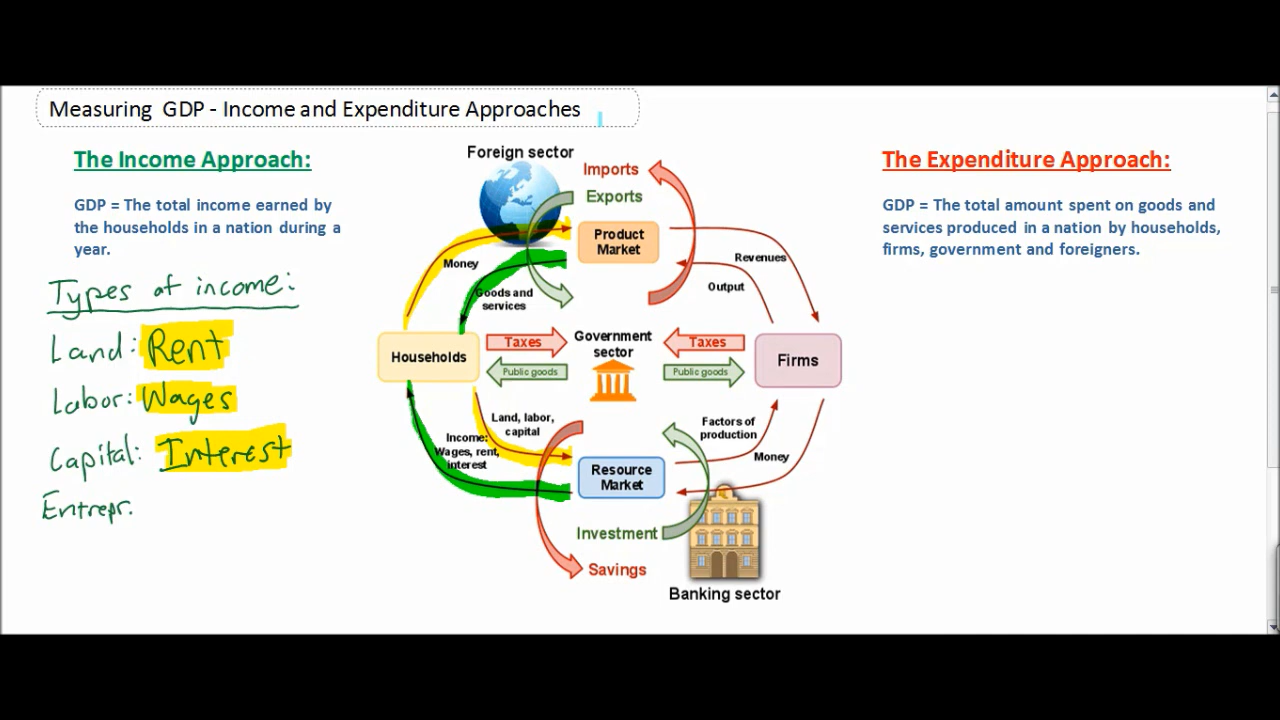 Measuring GDP - Income and Expenditure Approaches
The Income Approach:
GDP = The total income earned by
the households in a nation during a
year.
Types of income:
Land: Rent
Labor: Wages
Capital: Interest
Entrepr.
Foreign sector
Imports
Exports
Product
Market
Money
Goods and
services
Revenues
Output
Households
Taxes
Public goods
Government
sector
Taxes
Public goods
Firms
Land, labor,
capital
Income:
Wages, rent,
interest
Resource
Market
Factors of
production
Money
Investment
Savings
Banking sector
The Expenditure Approach:
GDP = The total amount spent on goods and
services produced in a nation by households,
firms, government and foreigners.